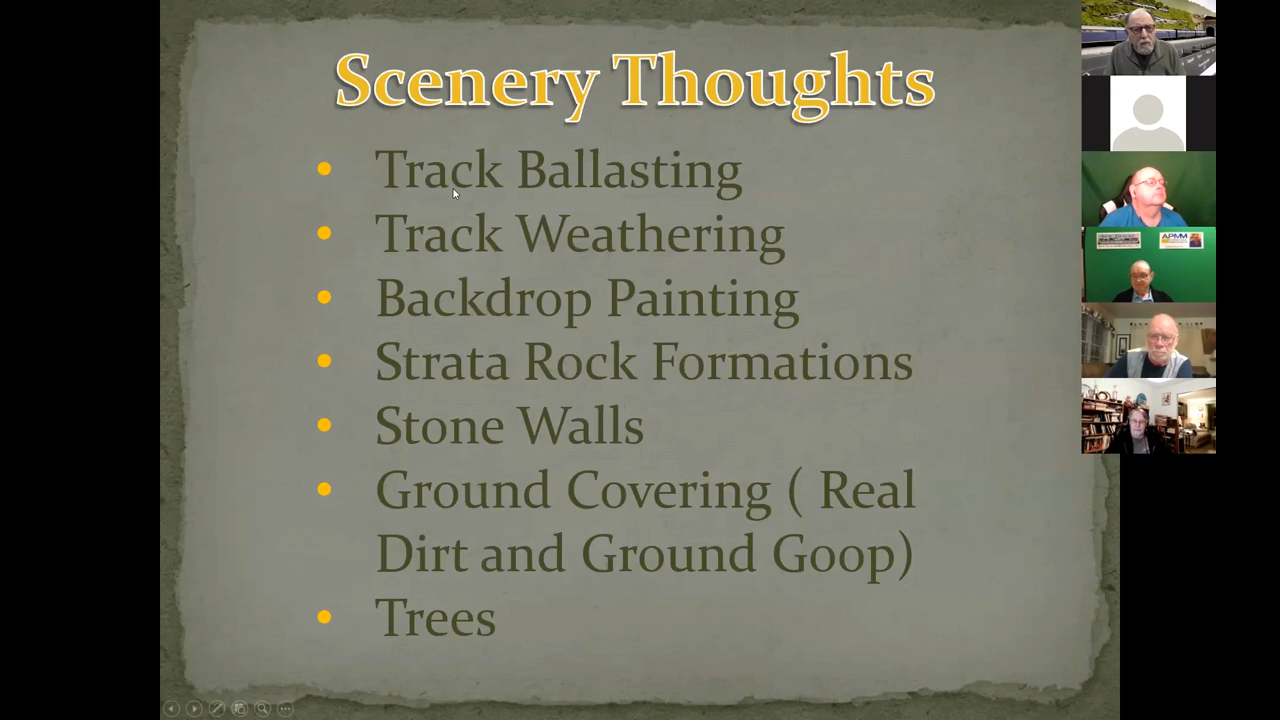 Scenery Thoughts
• Track Ballasting
• Track Weathering
• Backdrop Painting
• Strata Rock Formations
• Stone Walls
• Ground Covering ( Real
Dirt and Ground Goop)
• Trees
APMM